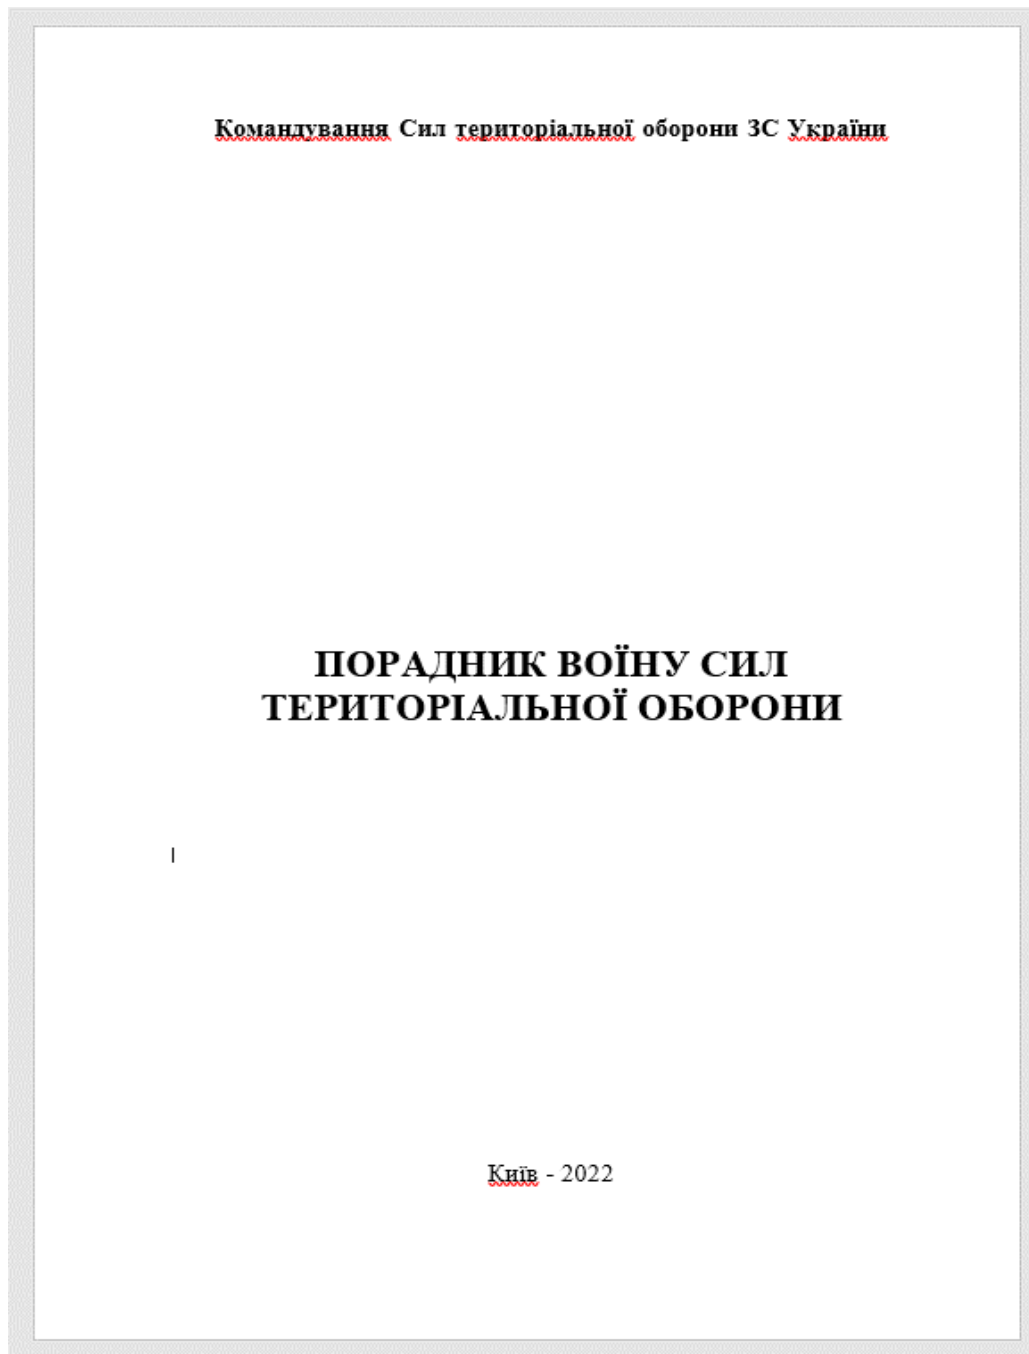 Командування Сил територіальної оборони ЗС України
ПОРАДНИК ВОЇНУ СИЛ
ТЕРИТОРІАЛЬНОЇ ОБОРОНИ
Київ - 2022